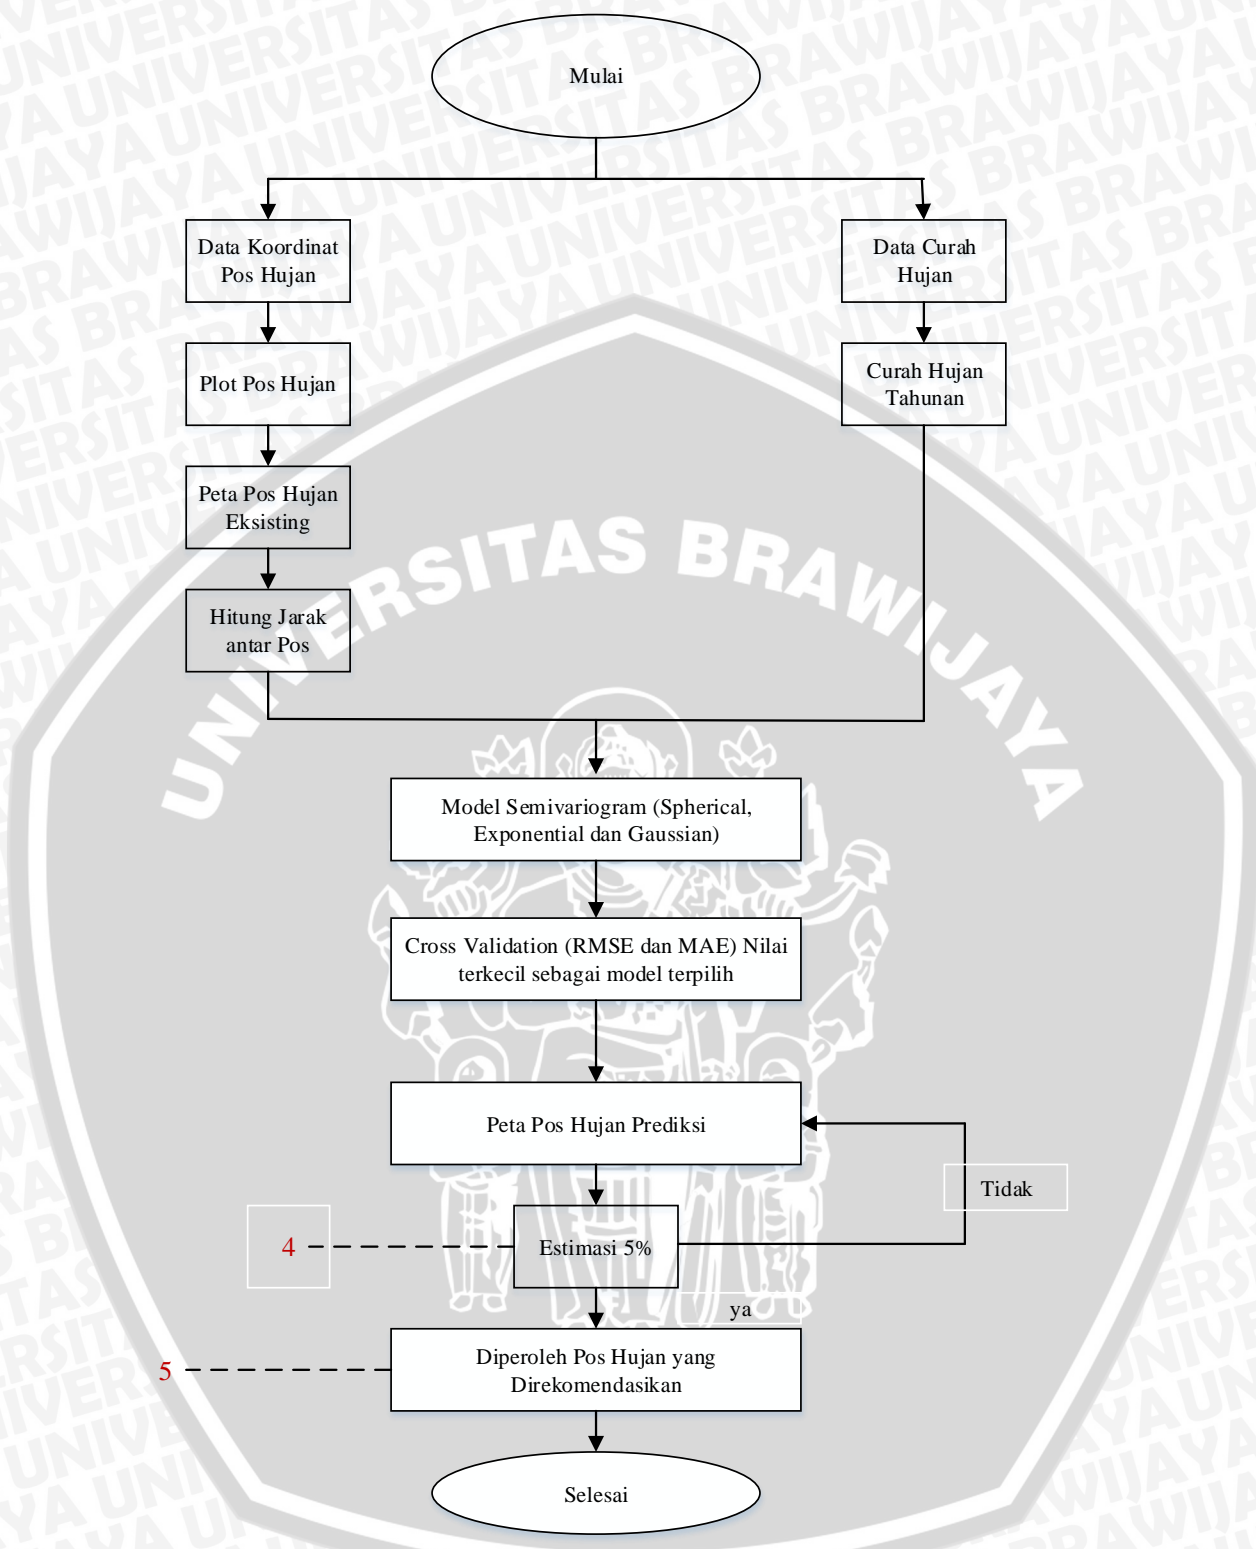 Mulai
Data Koordinat
Pos Hujan
Data Curah
Hujan
Plot Pos Hujan
Curah Hujan
Tahunan
Peta Pos Hujan
Eksisting
Hitung Jarak
antar Pos
UNIVERSITAS BRAWIJAYA
Model Semivariogram (Spherical,
Exponential dan Gaussian)
Cross Validation (RMSE dan MAE) Nilai
terkecil sebagai model terpilih
Peta Pos Hujan Prediksi
Tidak
4
Estimasi 5%
ya
5
Diperoleh Pos Hujan yang
Direkomendasikan
Selesai